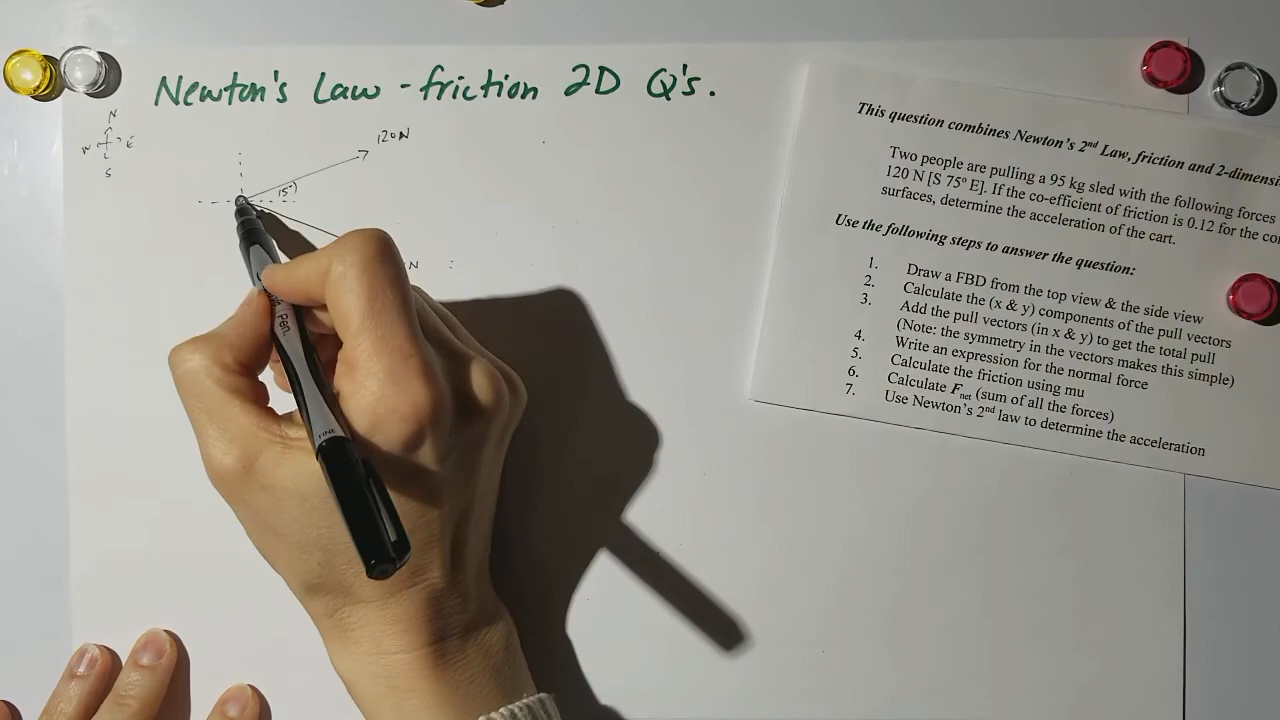 Newton's Law - friction 2D Q's.
N
W E
S
120N
15°
N :
This question combines Newton's 2nd Law, friction and 2-dimensi
Two people are pulling a 95 kg sled with the following forces
120 N [S 75° E]. If the co-efficient of friction is 0.12 for the co
surfaces, determine the acceleration of the cart.
Use the following steps to answer the question:
1. Draw a FBD from the top view & the side view
2. Calculate the (x & y) components of the pull vectors
3. Add the pull vectors (in x & y) to get the total pull
(Note: the symmetry in the vectors makes this simple)
4. Write an expression for the normal force
5. Calculate the friction using mu
6. Calculate Fnet (sum of all the forces)
7. Use Newton's 2nd law to determine the acceleration
Pen.
FINE